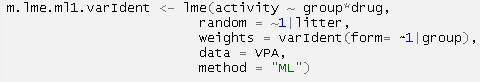 m.lme.ml1.varIdent <- lme(activity ~ group*drug,
random = ~1|litter,
weights = varIdent(form= ~1|group),
data = VPA,
method = "ML")